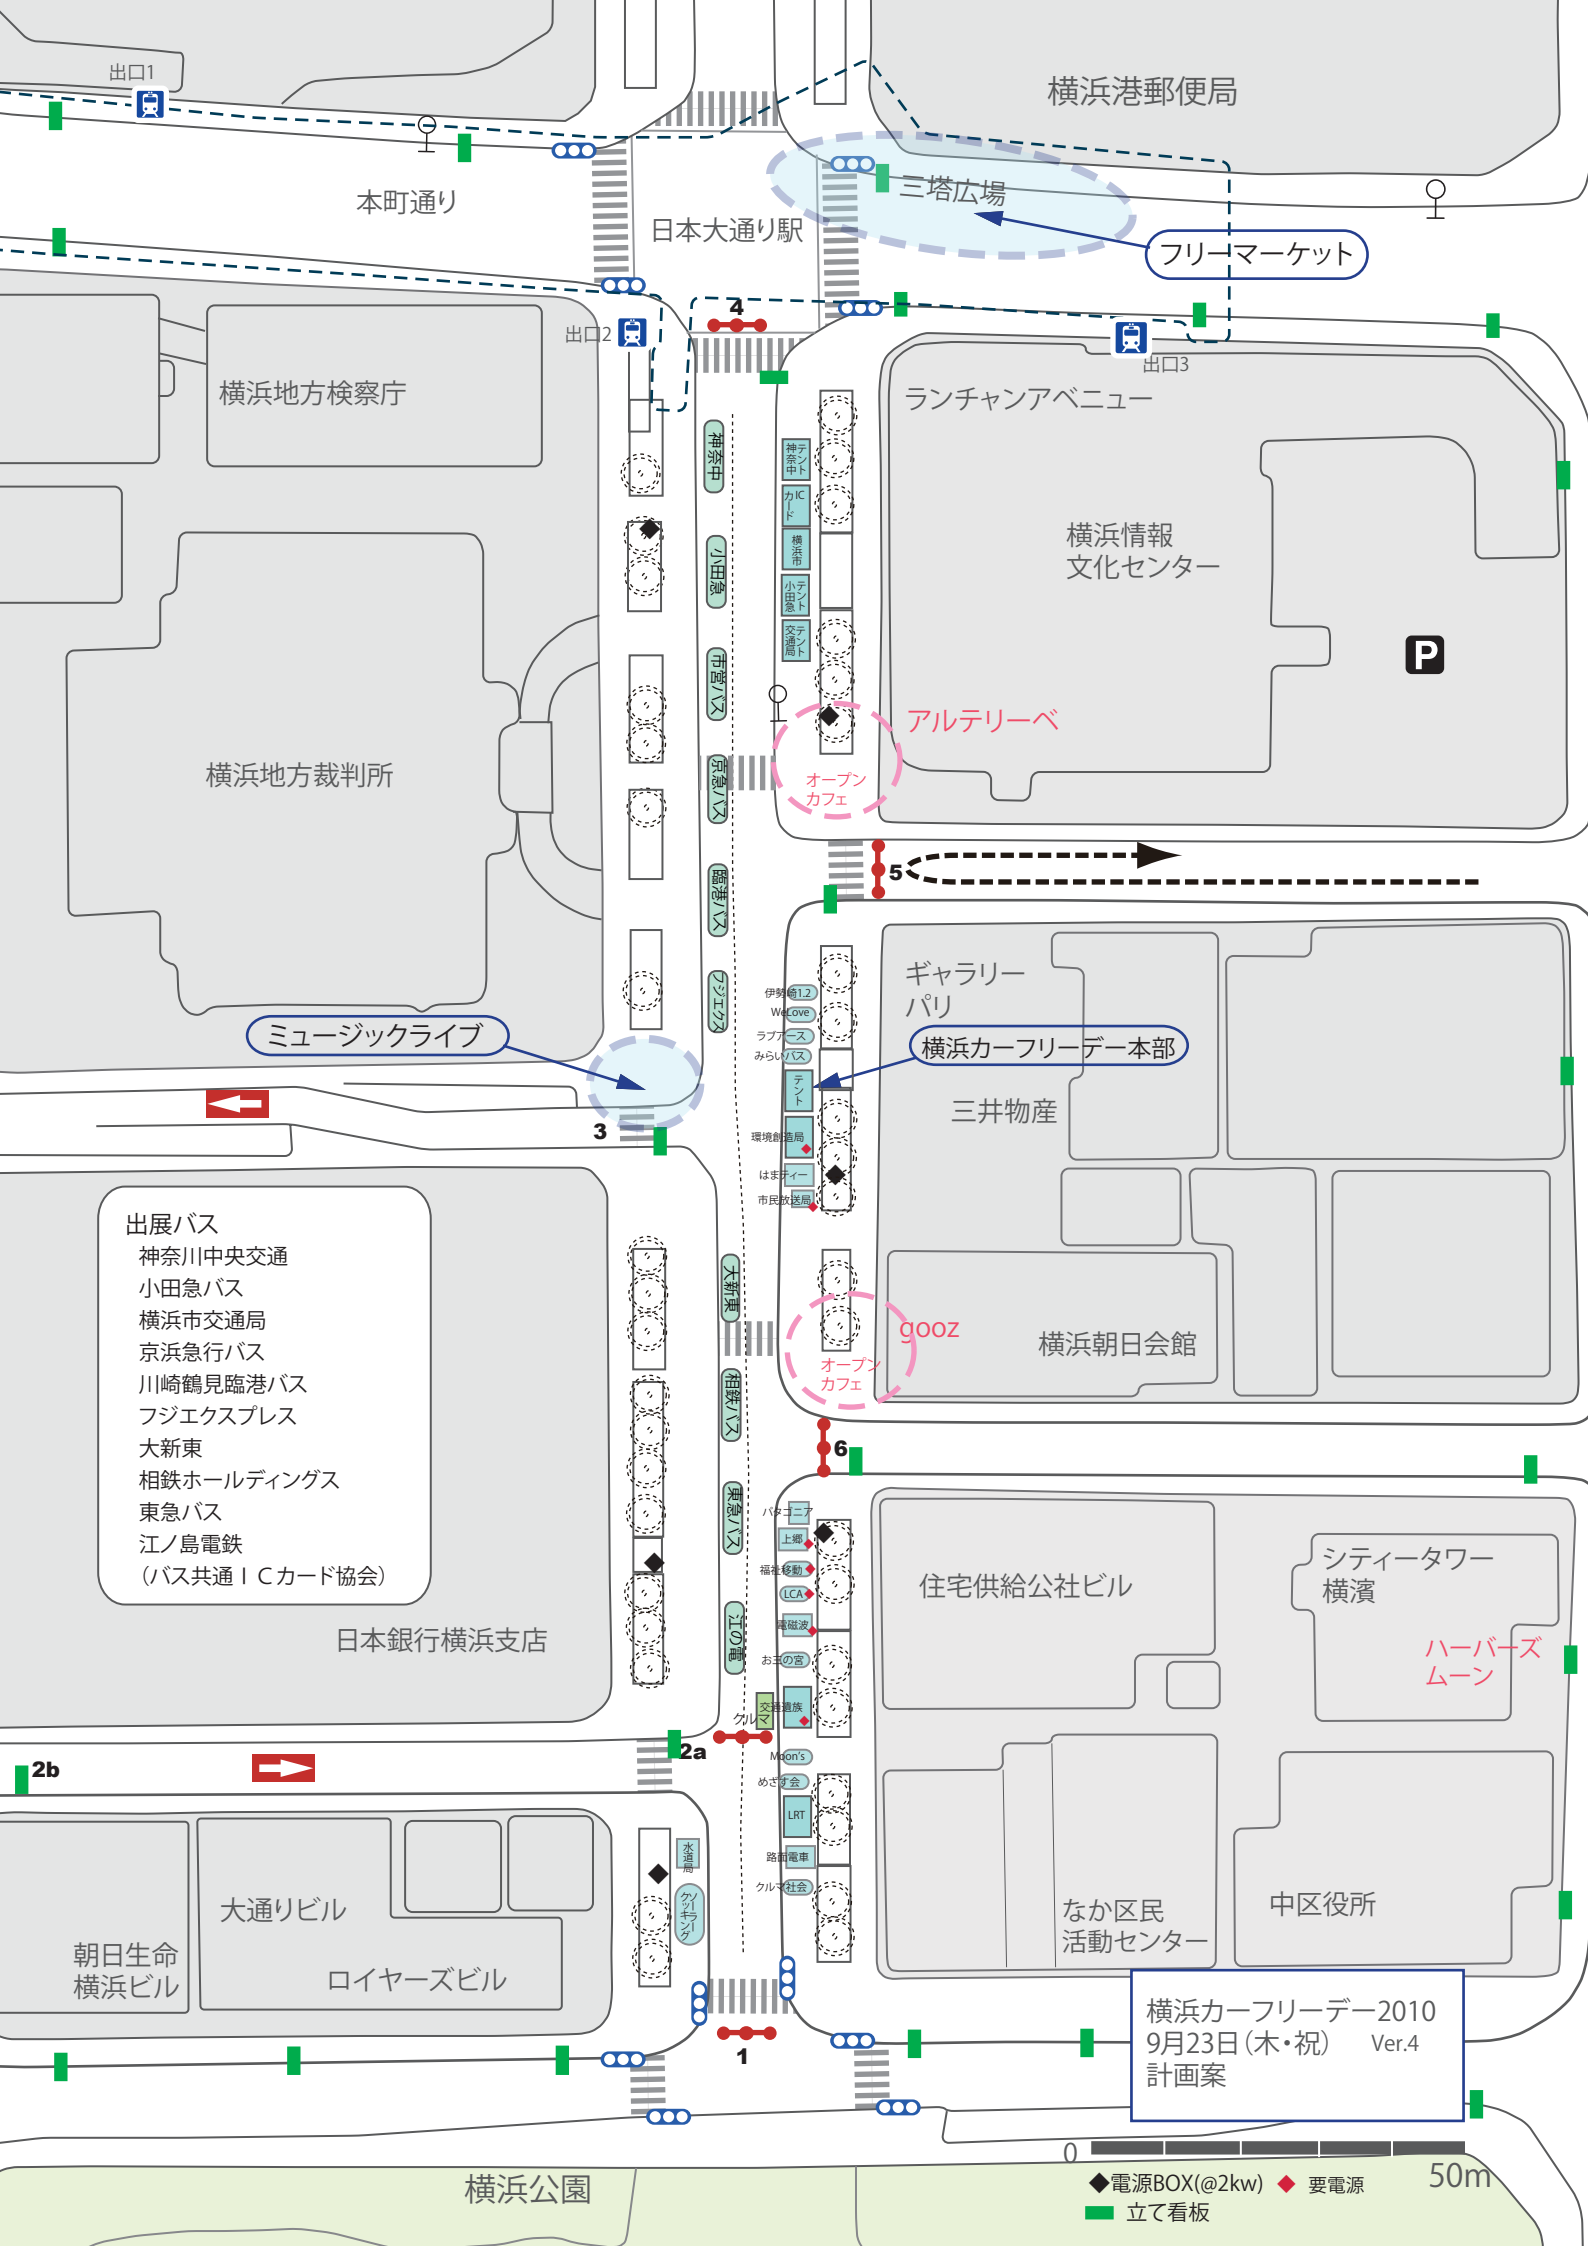 出口1
横浜港郵便局
本町通り
日本大通り駅
三塔広場
フリーマーケット
4
出口2
出口3
横浜地方検察庁
ランチャンアベニュー
神奈中
神奈中
テント
ICカード
横浜市
小田急
テント
交通局
テント
小田急
市営バス
京急バス
臨港バス
フジエクス
横浜情報
文化センター
P
アルテリーベ
オープン
カフェ
横浜地方裁判所
5
ギャラリー
パリ
伊勢崎1.2
WeLove
ラブアース
みらいバス
テント
環境創造局
はまティー
市民放送局
ミュージックライブ
横浜カーフリーデー本部
三井物産
3
出展バス
神奈川中央交通
小田急バス
横浜市交通局
京浜急行バス
川崎鶴見臨港バス
フジエクスプレス
大新東
相鉄ホールディングス
東急バス
江ノ島電鉄
（バス共通ＩＣカード協会）
大新東
相鉄バス
東急バス
江の電
gooz
オープン
カフェ
横浜朝日会館
6
パタゴニア
上郷
福祉移動
LCA
電磁波
お三の宮
交通遺族
クルマ
Moon's
めざす会
LRT
路面電車
クルマ社会
住宅供給公社ビル
シティータワー
横濱
ハーバーズ
ムーン
日本銀行横浜支店
2a
2b
水道局
ソーラー
クッキング
大通りビル
朝日生命
横浜ビル
ロイヤーズビル
なか区民
活動センター
中区役所
1
横浜カーフリーデー2010
9月23日（木・祝） Ver.4
計画案
0
50m
横浜公園
電源BOX(@2kw)
要電源
立て看板